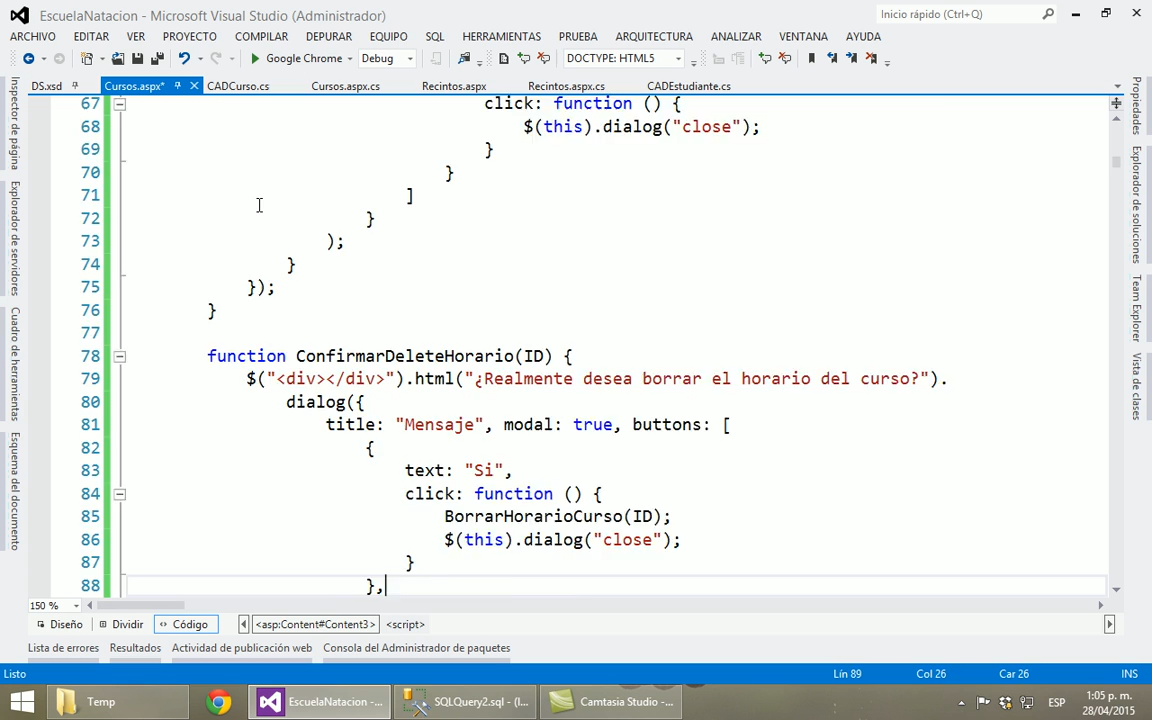 EscuelaNatacion - Microsoft Visual Studio (Administrador)
Inicio rápido (Ctrl+Q)
ARCHIVO EDITAR VER PROYECTO COMPILAR DEPURAR EQUIPO SQL HERRAMIENTAS PRUEBA ARQUITECTURA ANALIZAR VENTANA AYUDA
Google Chrome Debug DOCTYPE: HTML5
DS.xsd Cursos.aspx* CADCurso.cs Cursos.aspx.cs Recintos.aspx Recintos.aspx.cs CADEstudiante.cs
Inspector de página
Explorador de servidores
Cuadro de herramientas
Esquema del documento
67 click: function () {
68 $(this).dialog("close");
69 }
70 }
71 ]
72 }
73 );
74 }
75 });
76 }
77
78 function ConfirmarDeleteHorario(ID) {
79 $("<div></div>").html("¿Realmente desea borrar el horario del curso?").
80 dialog({
81 title: "Mensaje", modal: true, buttons: [
82 {
83 text: "Si",
84 click: function () {
85 BorrarHorarioCurso(ID);
86 $(this).dialog("close");
87 }
88 },
Propiedades
Explorador de soluciones
Team Explorer
Vista de clases
150 %
Diseño Dividir Código <asp:Content#Content3> <script>
Lista de errores Resultados Actividad de publicación web Consola del Administrador de paquetes
Listo Lín 89 Col 26 Car 26 INS
Temp EscuelaNatacion -... SQLQuery2.sql - (l... Camtasia Studio -... ESP 1:05 p. m.
28/04/2015